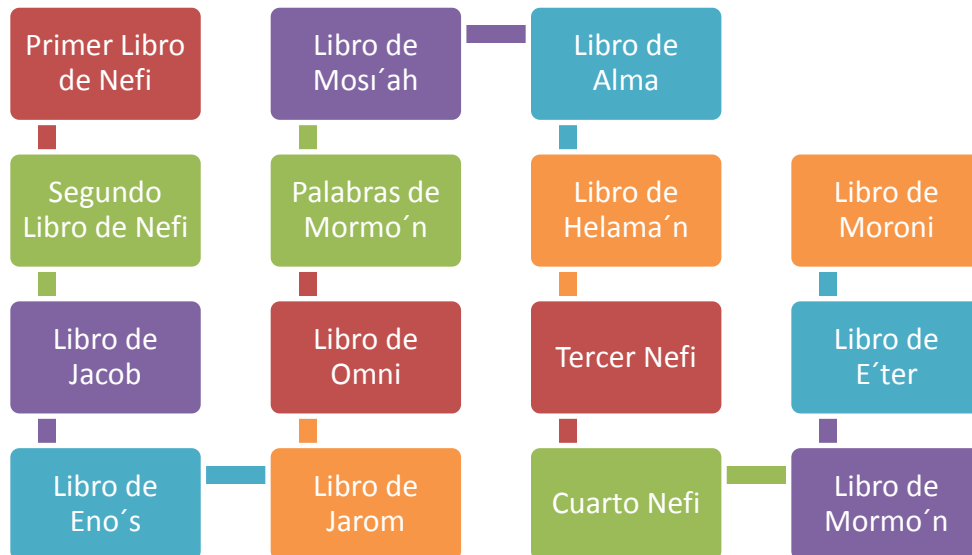 Primer Libro
de Nefi
Segundo
Libro de Nefi
Libro de
Jacob
Libro de
Eno´s
Libro de
Jarom
Libro de
Omni
Palabras de
Mormo´n
Libro de
Mosı´ah
Libro de
Alma
Libro de
Helama´n
Tercer Nefi
Cuarto Nefi
Libro de
Mormo´n
Libro de
E´ter
Libro de
Moroni